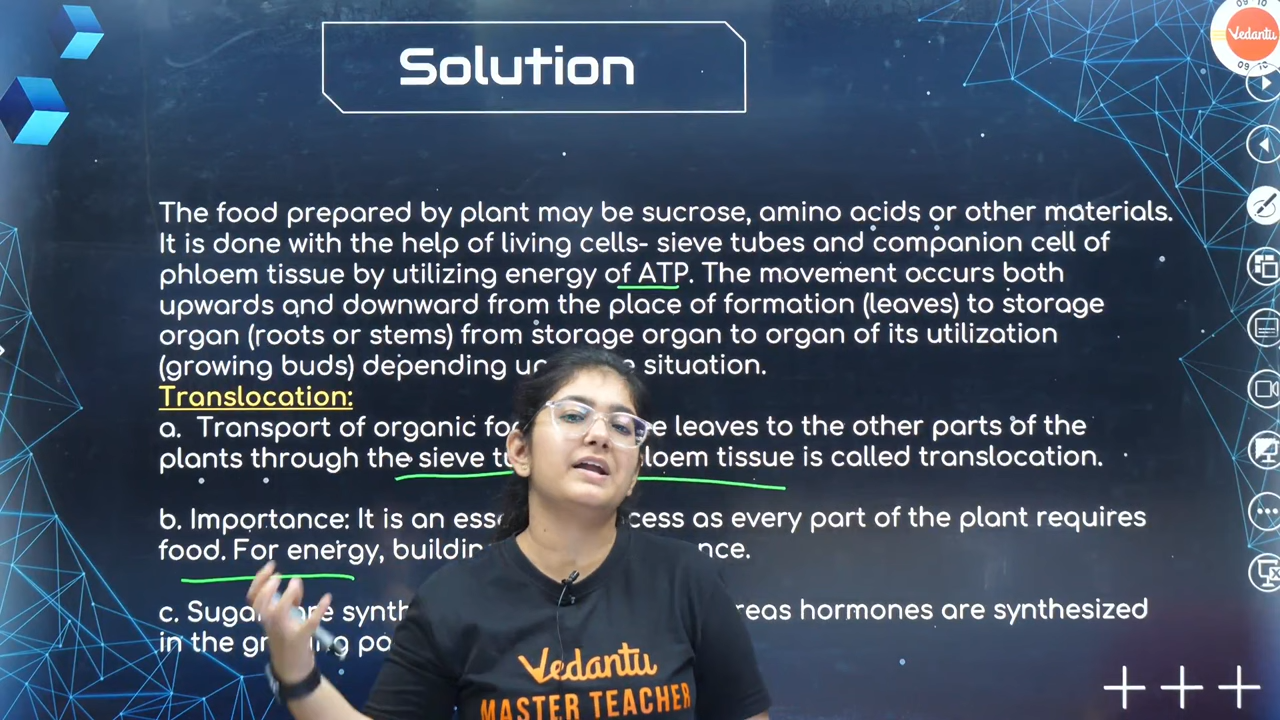 Solution
Vedantu
The food prepared by plant may be sucrose, amino acids or other materials.
It is done with the help of living cells- sieve tubes and companion cell of
phloem tissue by utilizing energy of ATP. The movement occurs both
upwards and downward from the place of formation (leaves) to storage
organ (roots or stems) from storage organ to organ of its utilization
(growing buds) depending situation.
Translocation:
a. Transport of organic leaves to the other parts of the
plants through the sieve tissue is called translocation.
b. Importance: It is an as every part of the plant requires
food. For energy,
c. are hormones are synthesized
in the
Vedantu
MASTER TEACHER